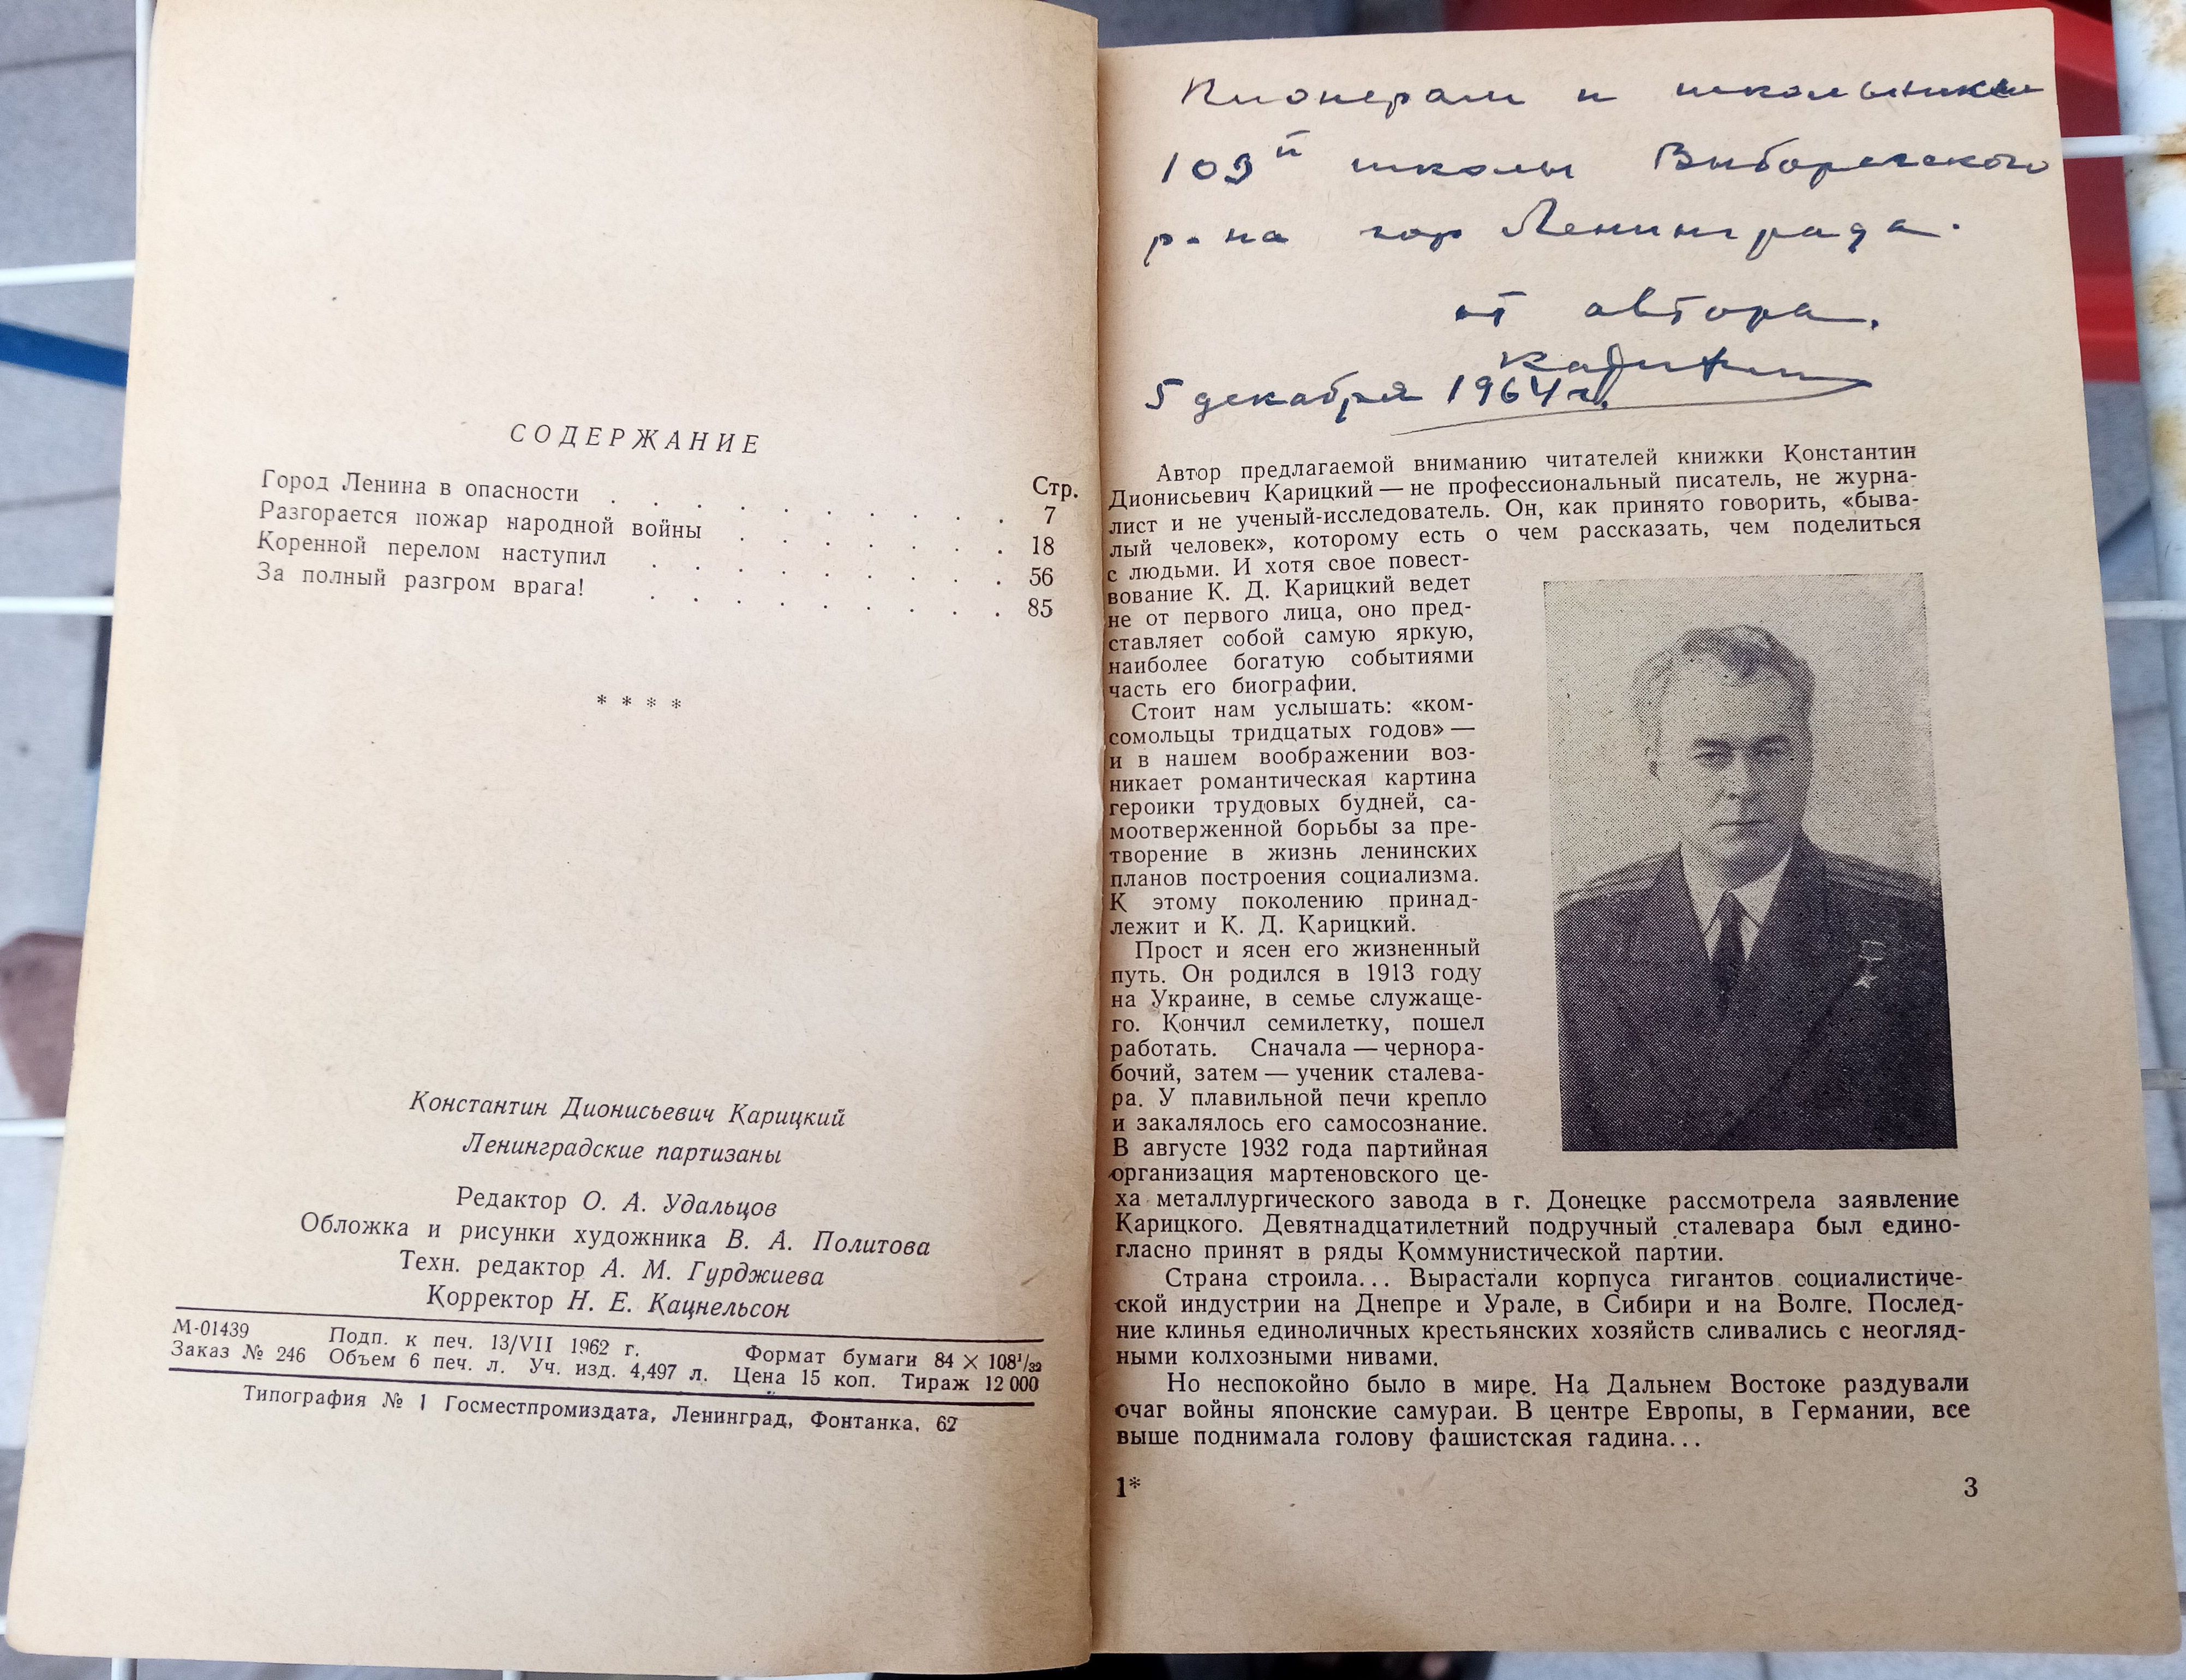 СОДЕРЖАНИЕ
Стр.
Город Ленина в опасности . . . . . . . . . . 7
Разгорается пожар народной войны . . . . . . . 18
Коренной перелом наступил . . . . . . . . . 56
За полный разгром врага! . . . . . . . . . 85
* * * *
Константин Дионисьевич Карицкий
Ленинградские партизаны
Редактор О. А. Удальцов
Обложка и рисунки художника В. А. Политова
Техн. редактор А. М. Гурджиева
Корректор Н. Е. Кацнельсон
М-01439 Подп. к печ. 13/VII 1962 г. Формат бумаги 84 × 108¹/₃₂
Заказ № 246 Объем 6 печ. л. Уч. изд. 4,497 л. Цена 15 коп. Тираж 12 000
Типография № 1 Госместпромиздата, Ленинград, Фонтанка, 62
Пионерам и школьникам
103й школы Выборгского
р-на гор Ленинграда.
от автора.
Карицкий
5 декабря 1964 г.
Автор предлагаемой вниманию читателей книжки Константин
Дионисьевич Карицкий — не профессиональный писатель, не журна-
лист и не ученый-исследователь. Он, как принято говорить, «быва-
лый человек», которому есть о чем рассказать, чем поделиться
с людьми. И хотя свое повест-
вование К. Д. Карицкий ведет
не от первого лица, оно пред-
ставляет собой самую яркую,
наиболее богатую событиями
часть его биографии.
Стоит нам услышать: «ком-
сомольцы тридцатых годов» —
и в нашем воображении воз-
никает романтическая картина
героики трудовых будней, са-
моотверженной борьбы за пре-
творение в жизнь ленинских
планов построения социализма.
К этому поколению принад-
лежит и К. Д. Карицкий.
Прост и ясен его жизненный
путь. Он родился в 1913 году
на Украине, в семье служаще-
го. Кончил семилетку, пошел
работать. Сначала — чернора-
бочий, затем — ученик сталева-
ра. У плавильной печи крепло
и закалялось его самосознание.
В августе 1932 года партийная
организация мартеновского це-
ха металлургического завода в г. Донецке рассмотрела заявление
Карицкого. Девятнадцатилетний подручный сталевара был едино-
гласно принят в ряды Коммунистической партии.
Страна строила... Вырастали корпуса гигантов социалистиче-
ской индустрии на Днепре и Урале, в Сибири и на Волге. Послед-
ние клинья единоличных крестьянских хозяйств сливались с неогляд-
ными колхозными нивами.
Но неспокойно было в мире. На Дальнем Востоке раздували
очаг войны японские самураи. В центре Европы, в Германии, все
выше поднимала голову фашистская гадина...
1*
3